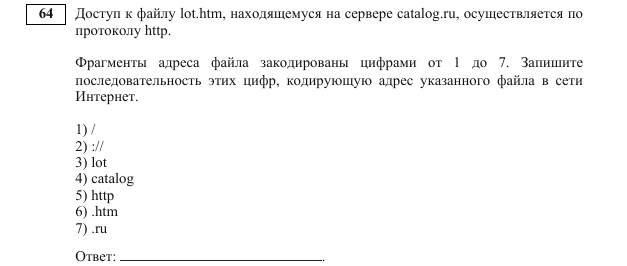 64
Доступ к файлу lot.htm, находящемуся на сервере catalog.ru, осуществляется по
протоколу http.
Фрагменты адреса файла закодированы цифрами от 1 до 7. Запишите
последовательность этих цифр, кодирующую адрес указанного файла в сети
Интернет.
1) /
2) ://
3) lot
4) catalog
5) http
6) .htm
7) .ru
Ответ: ______________________.